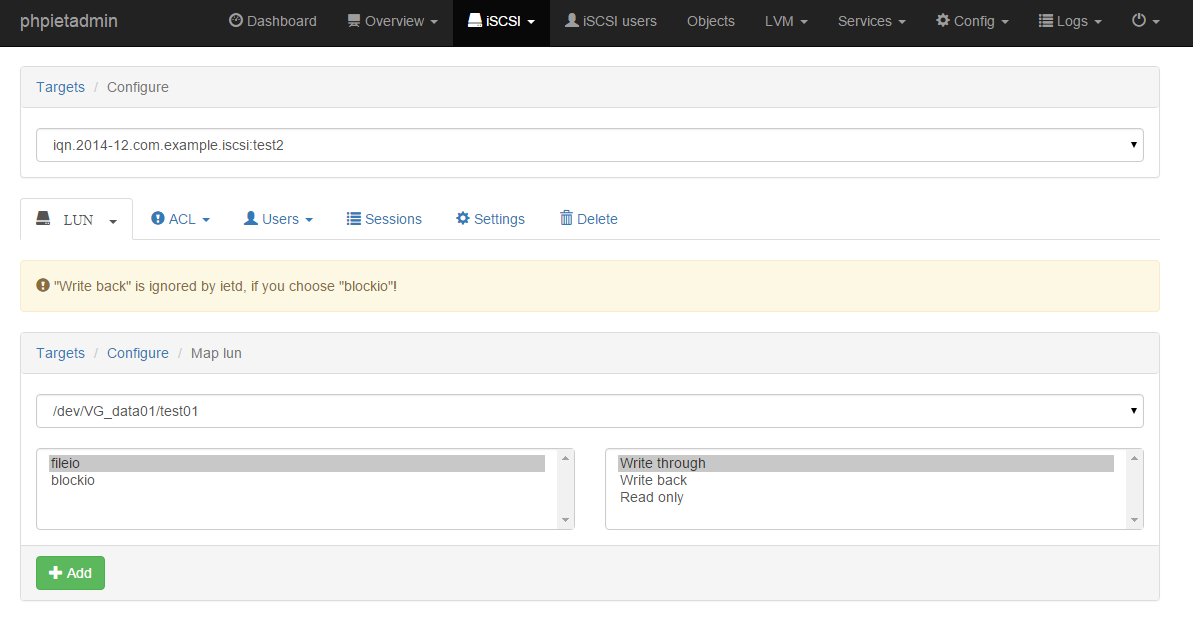 phpietadmin Dashboard Overview iSCSI iSCSI users Objects LVM Services Config Logs
Targets / Configure
iqn.2014-12.com.example.iscsi:test2
LUN ACL Users Sessions Settings Delete
"Write back" is ignored by ietd, if you choose "blockio"!
Targets / Configure / Map lun
/dev/VG_data01/test01
fileio Write through
blockio Write back
Read only
Add